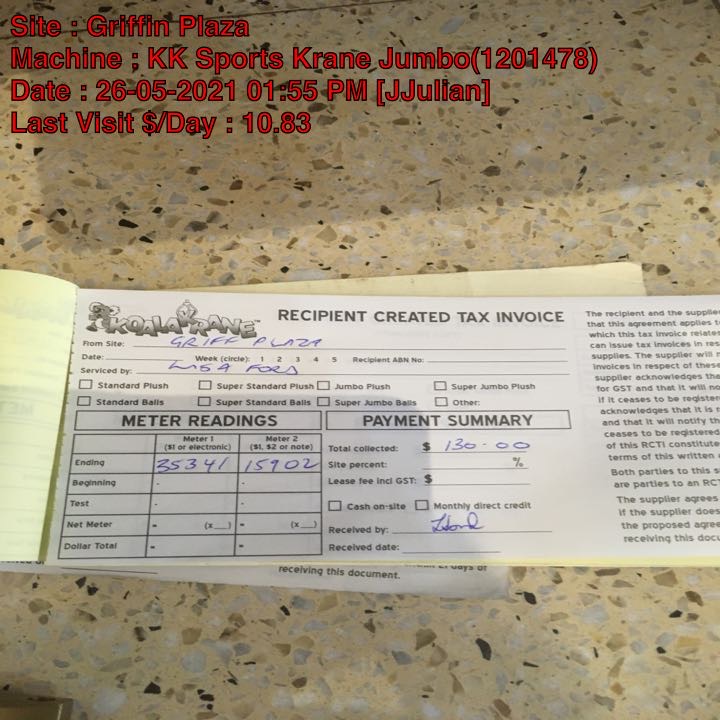 Site : Griffin Plaza
Machine : KK Sports Krane Jumbo(1201478)
Date : 26-05-2021 01:55 PM [JJulian]
Last Visit $/Day : 10.83
KOALA KRANE
RECIPIENT CREATED TAX INVOICE
From Site: GRIFF PLAZA
Date: Week (circle): 1 2 3 4 5 Recipient ABN No:
Serviced by: LISA FORD
Standard Plush Super Standard Plush Jumbo Plush Super Jumbo Plush
Standard Balls Super Standard Balls Super Jumbo Balls Other:
METER READINGS
Meter 1 ($1 or electronic) Meter 2 ($1, $2 or note)
Ending 35341 15902
Beginning - -
Test - -
Net Meter = (x__) = (x__)
Dollar Total = =
PAYMENT SUMMARY
Total collected: $ 130.00
Site percent: %
Lease fee incl GST: $
Cash on-site Monthly direct credit
Received by:
Received date:
The recipient and the supplie
that this agreement applies t
which this tax invoice relates
can issue tax invoices in res
supplies. The supplier will n
invoices in respect of these
supplier acknowledges tha
for GST and that it will no
if it ceases to be register
acknowledges that it is r
and that it will notify th
ceases to be registered
of this RCTI constitute
terms of this written
Both parties to this s
are parties to an RCT
The supplier agrees
if the supplier does
the proposed agre
receiving this docu
21 days of
receiving this document.